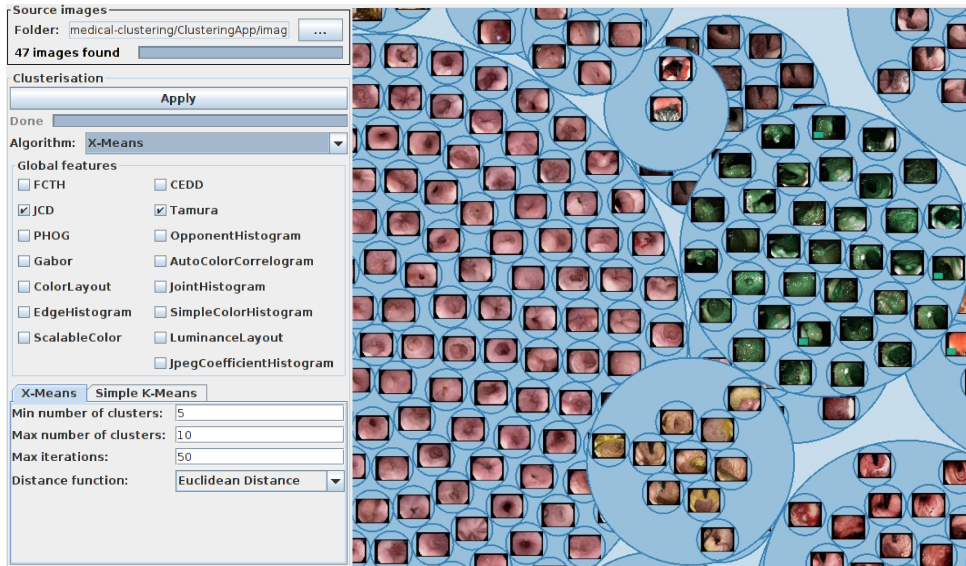 Source images
Folder: medical-clustering/ClusteringApp/imag ...
47 images found
Clusterisation
Apply
Done
Algorithm: X-Means
Global features
FCTH CEDD
JCD Tamura
PHOG OpponentHistogram
Gabor AutoColorCorrelogram
ColorLayout JointHistogram
EdgeHistogram SimpleColorHistogram
ScalableColor LuminanceLayout
JpegCoefficientHistogram
X-Means Simple K-Means
Min number of clusters: 5
Max number of clusters: 10
Max iterations: 50
Distance function: Euclidean Distance